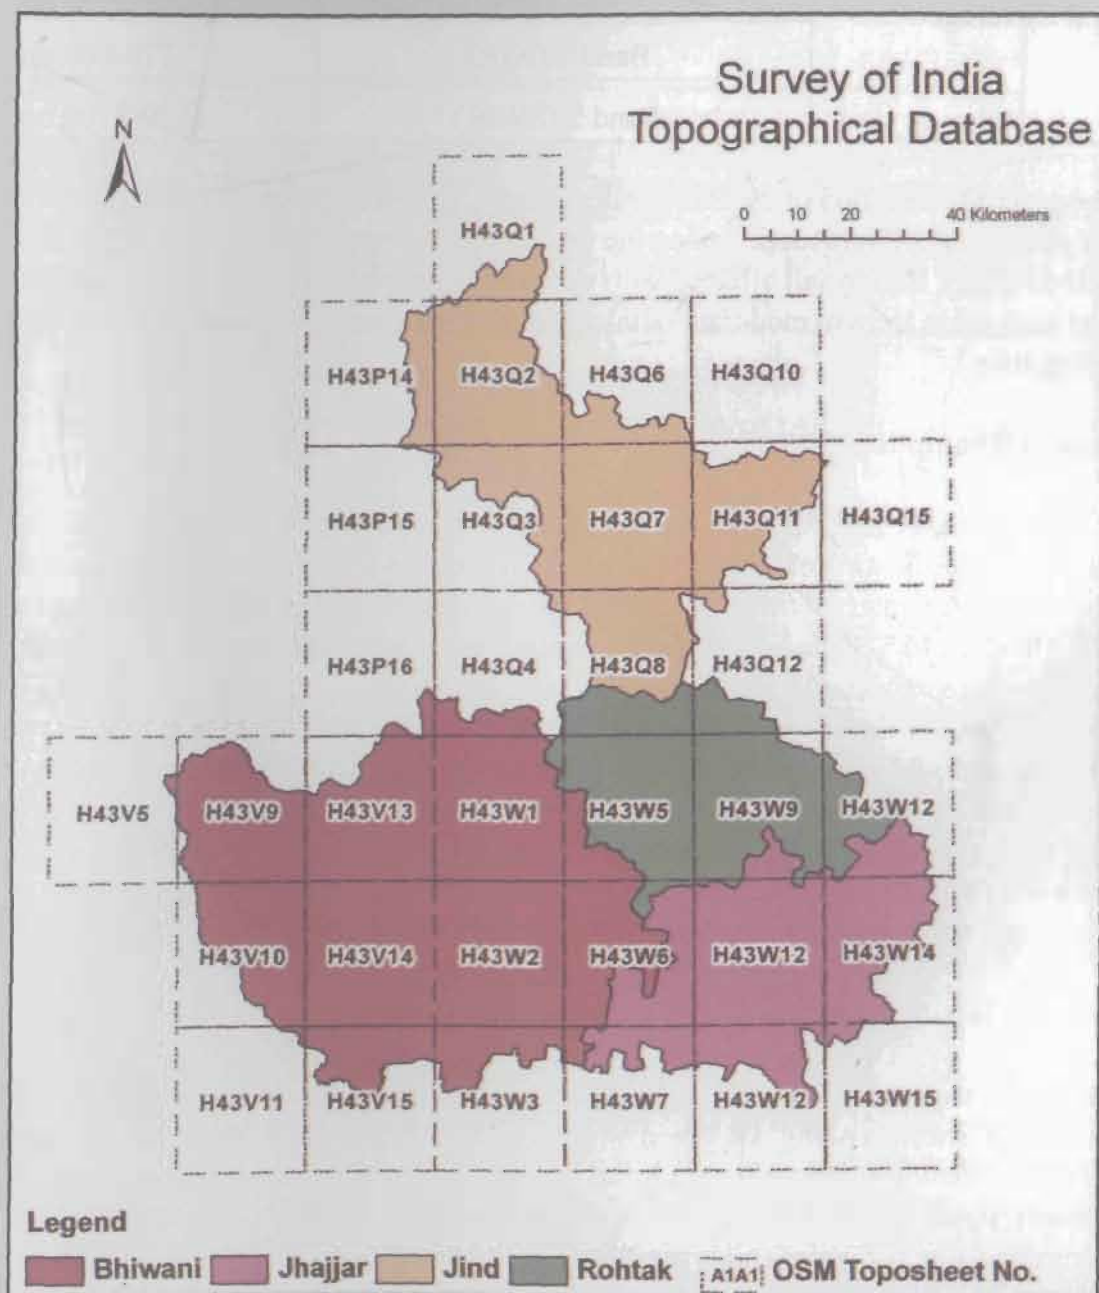 Survey of India
Topographical Database
N
0 10 20 40 Kilometers
H43Q1
H43P14 H43Q2 H43Q6 H43Q10
H43P15 H43Q3 H43Q7 H43Q11 H43Q15
H43P16 H43Q4 H43Q8 H43Q12
H43V5 H43V9 H43V13 H43W1 H43W5 H43W9 H43W12
H43V10 H43V14 H43W2 H43W6 H43W12 H43W14
H43V11 H43V15 H43W3 H43W7 H43W12 H43W15
Legend
Bhiwani Jhajjar Jind Rohtak A1A1 OSM Toposheet No.